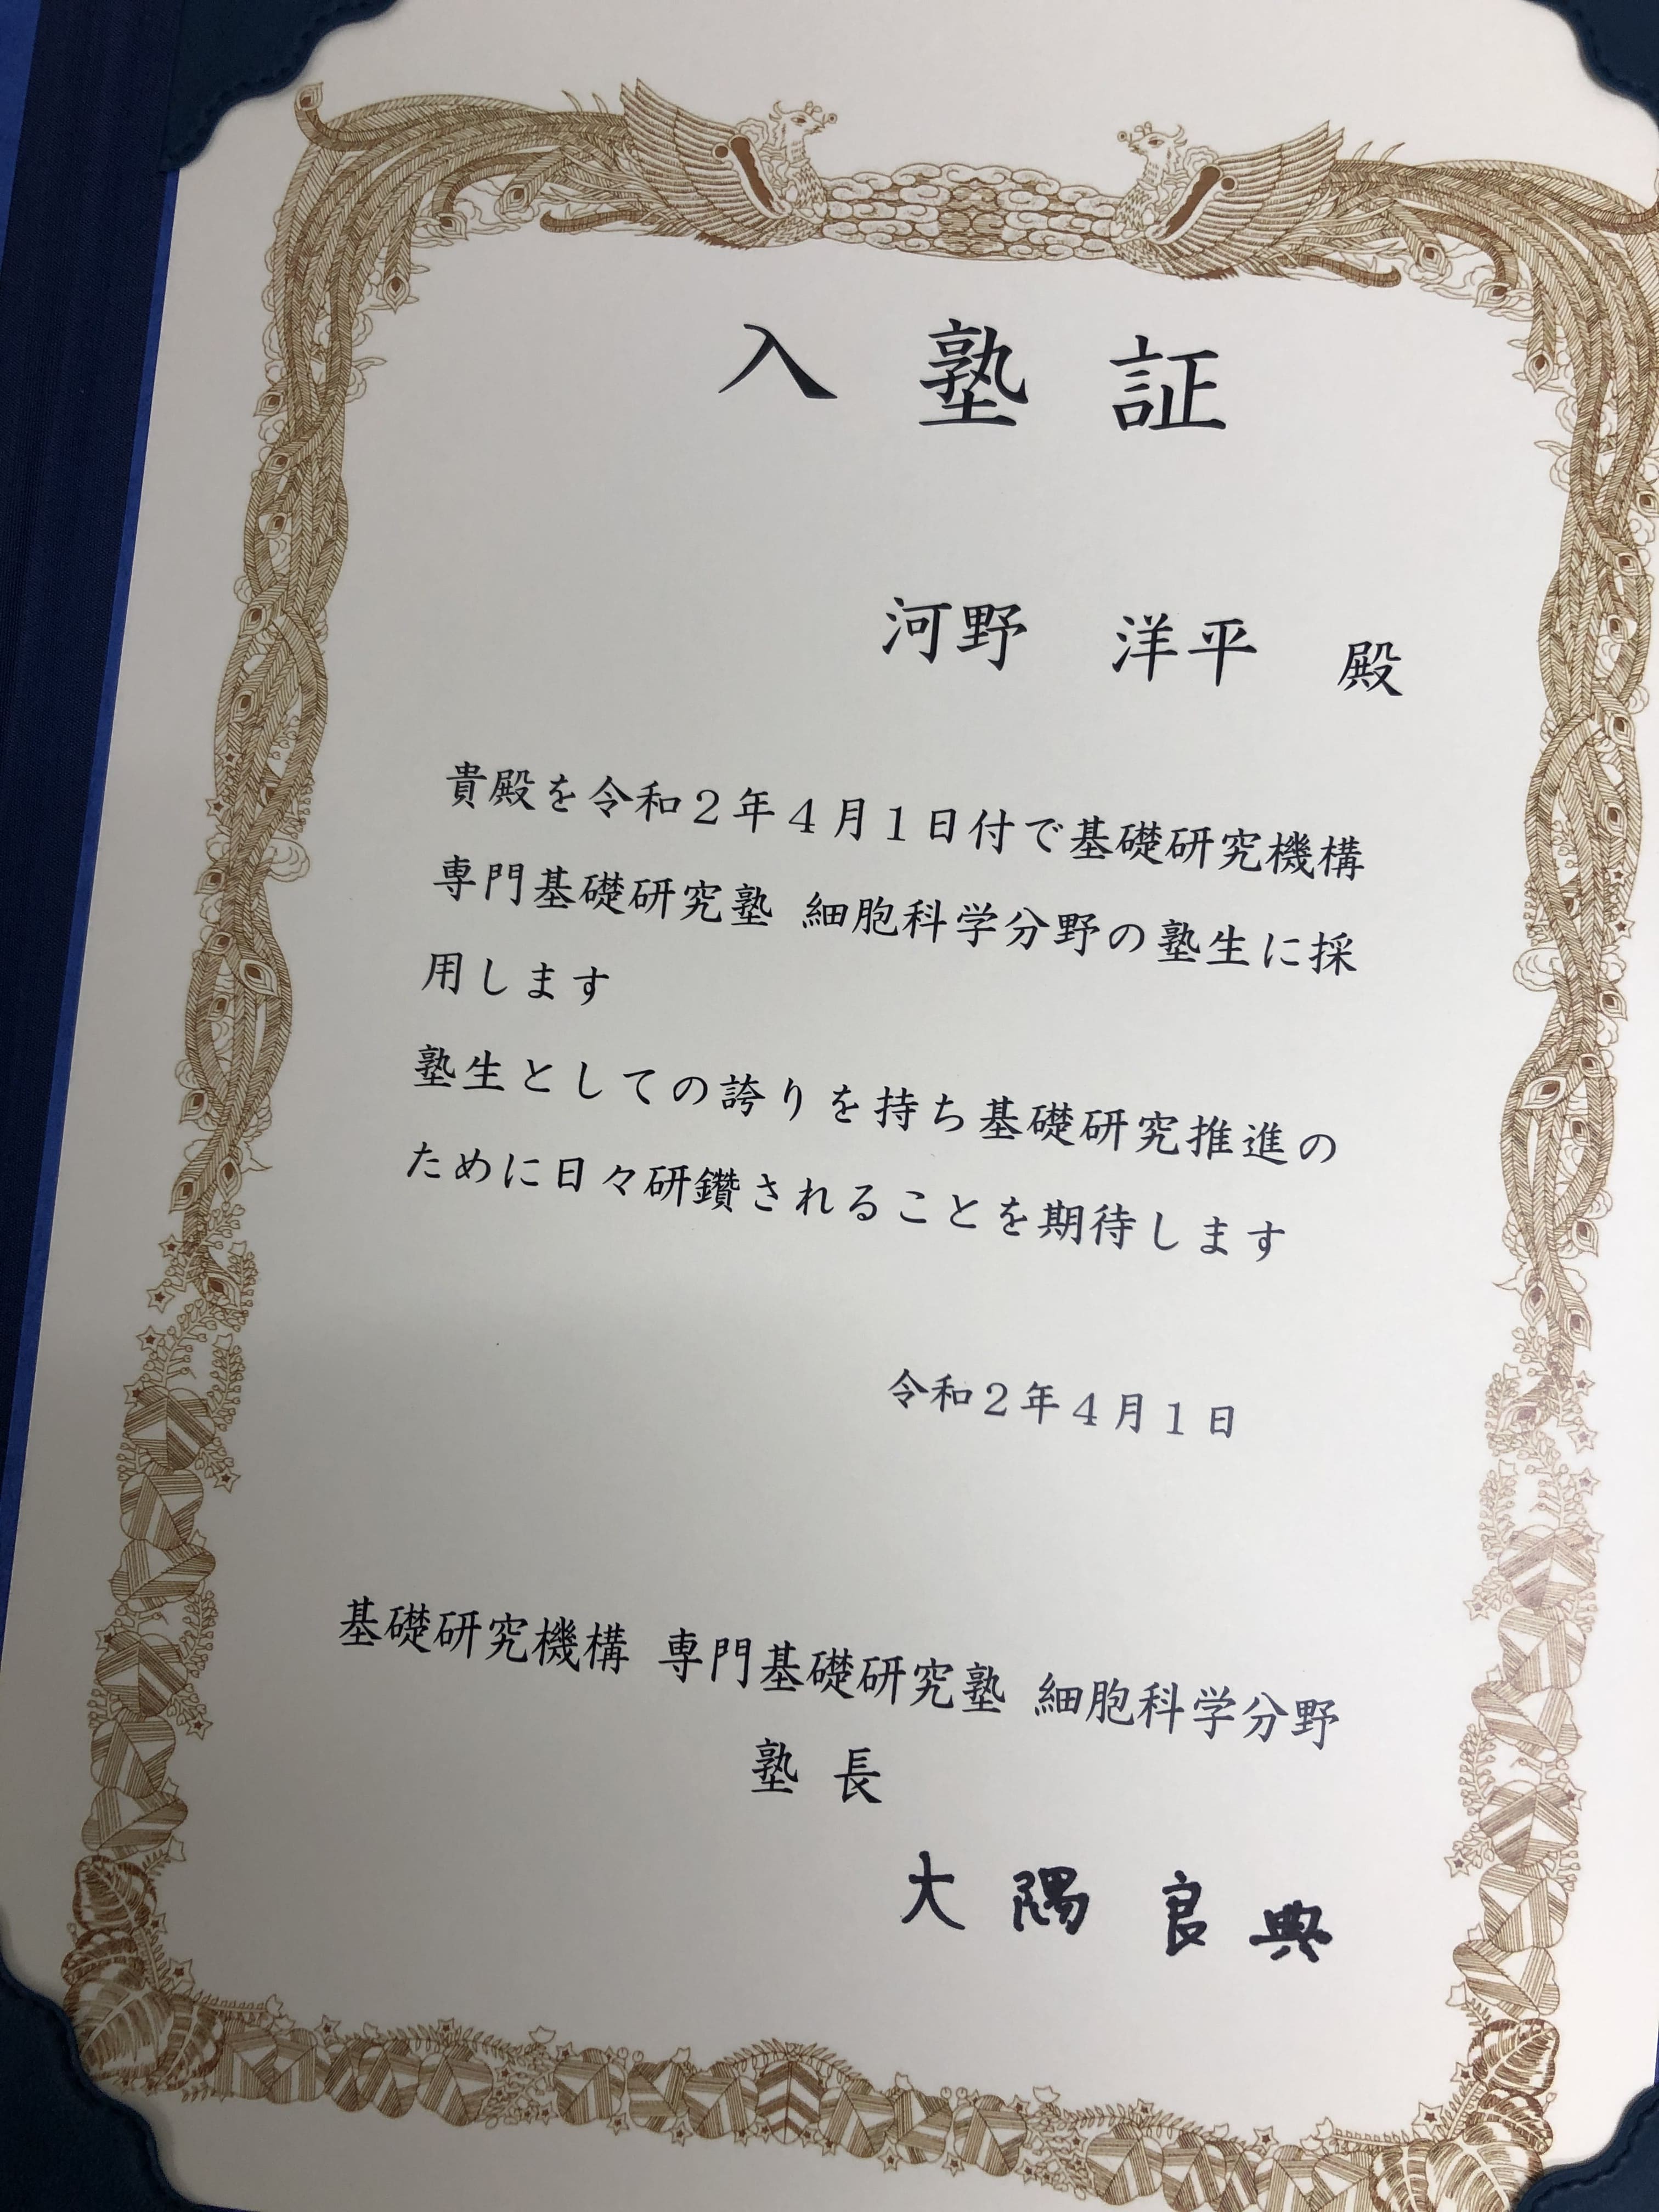 入塾証
河野 洋平 殿
貴殿を令和２年４月１日付で基礎研究機構
専門基礎研究塾 細胞科学分野の塾生に採
用します
塾生としての誇りを持ち基礎研究推進の
ために日々研鑽されることを期待します
令和２年４月１日
基礎研究機構 専門基礎研究塾 細胞科学分野
塾長
大隅良典